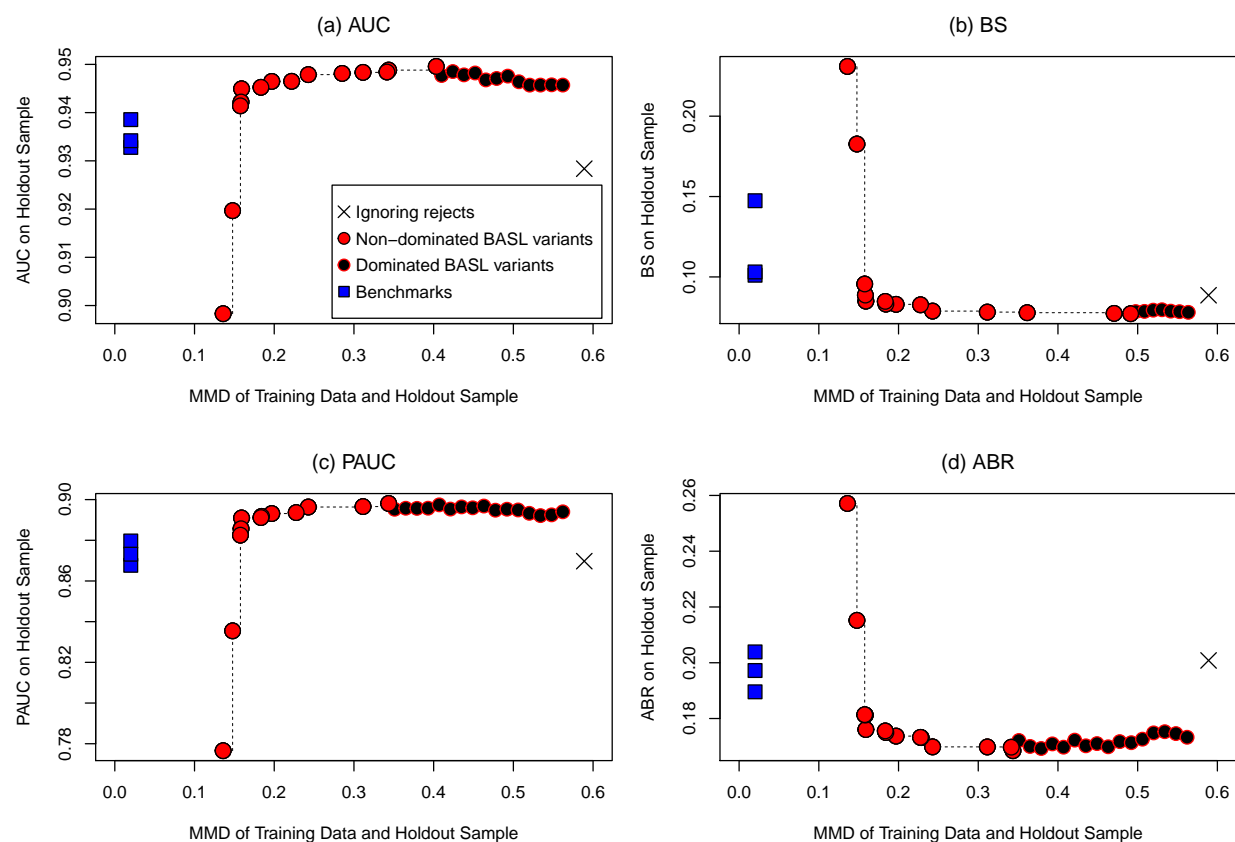 (a) AUC
0.95
0.94
0.93
0.92
0.91
0.90
AUC on Holdout Sample
Ignoring rejects
Non−dominated BASL variants
Dominated BASL variants
Benchmarks
0.0 0.1 0.2 0.3 0.4 0.5 0.6
MMD of Training Data and Holdout Sample
(b) BS
0.20
0.15
0.10
BS on Holdout Sample
0.0 0.1 0.2 0.3 0.4 0.5 0.6
MMD of Training Data and Holdout Sample
(c) PAUC
0.90
0.86
0.82
0.78
PAUC on Holdout Sample
0.0 0.1 0.2 0.3 0.4 0.5 0.6
MMD of Training Data and Holdout Sample
(d) ABR
0.26
0.24
0.22
0.20
0.18
ABR on Holdout Sample
0.0 0.1 0.2 0.3 0.4 0.5 0.6
MMD of Training Data and Holdout Sample